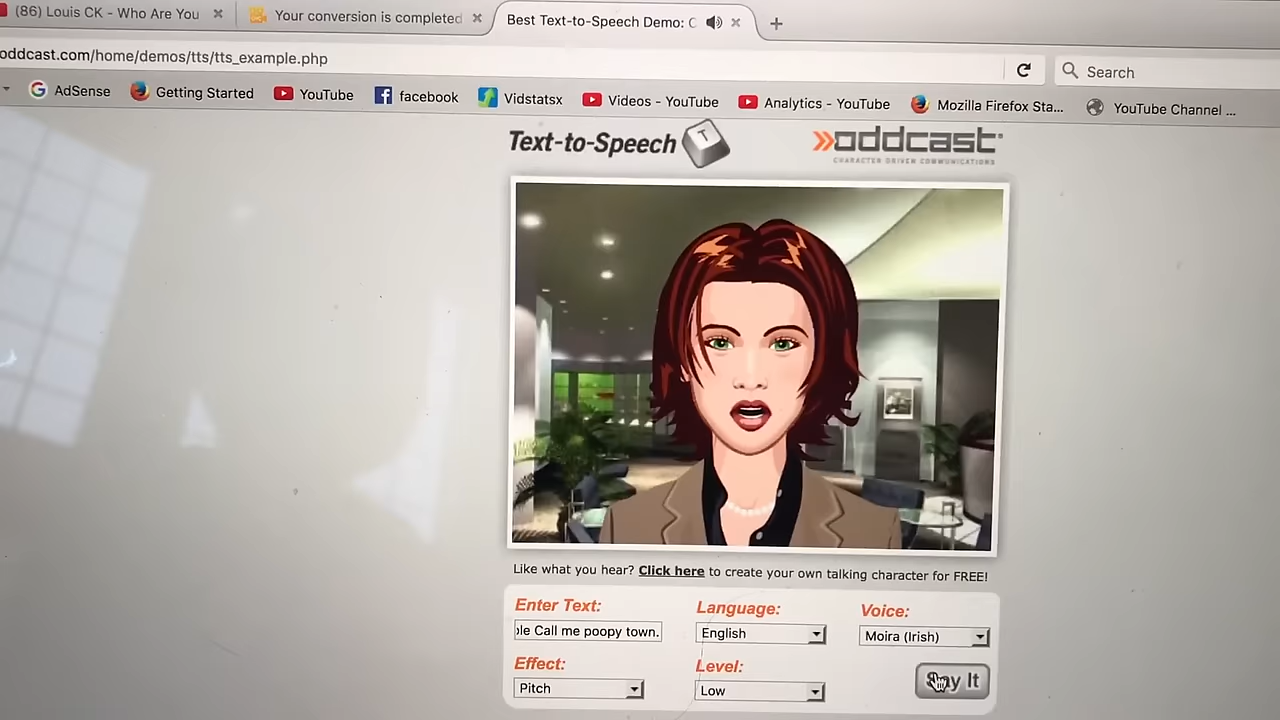 (86) Louis CK - Who Are You
Your conversion is completed
Best Text-to-Speech Demo: C
oddcast.com/home/demos/tts/tts_example.php
Search
AdSense
Getting Started
YouTube
facebook
Vidstatsx
Videos - YouTube
Analytics - YouTube
Mozilla Firefox Sta...
YouTube Channel ...
Text-to-Speech T
oddcast®
CHARACTER DRIVEN COMMUNICATIONS
Like what you hear? Click here to create your own talking character for FREE!
Enter Text: Language: Voice:
le Call me poopy town. English Moira (Irish)
Effect: Level:
Pitch Low Say It